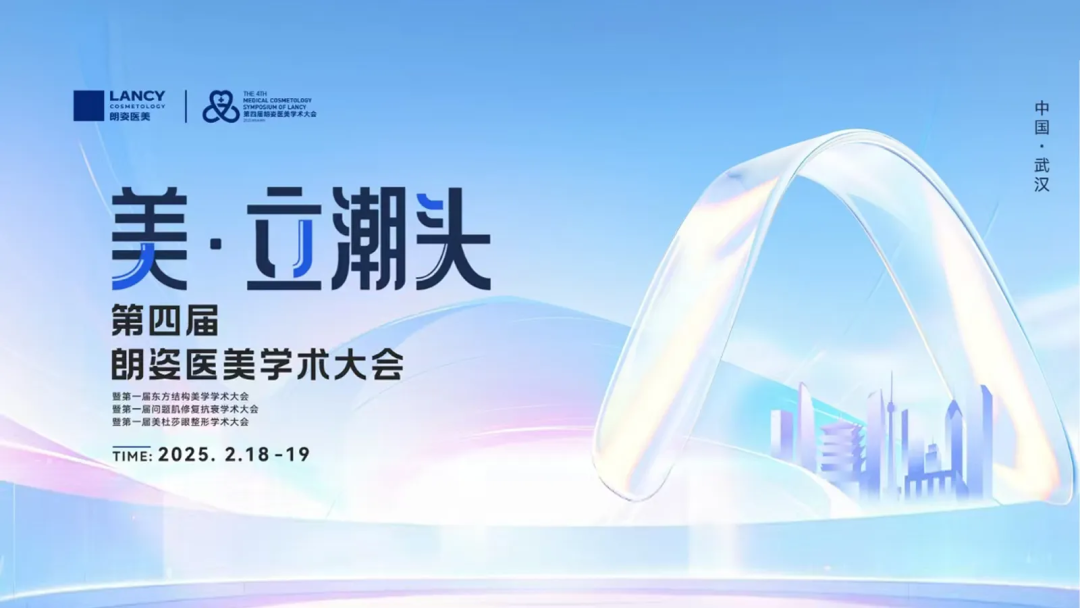 LANCY
COSMETOLOGY
朗姿医美
THE 4TH
MEDICAL COSMETOLOGY
SYMPOSIUM OF LANCY
第四届朗姿医美学术大会
中国·武汉
美·立潮头
第四届
朗姿医美学术大会
暨第一届东方结构美学学术大会
暨第一届问题肌修复抗衰学术大会
暨第一届美杜莎眼整形学术大会
TIME: 2025. 2.18-19